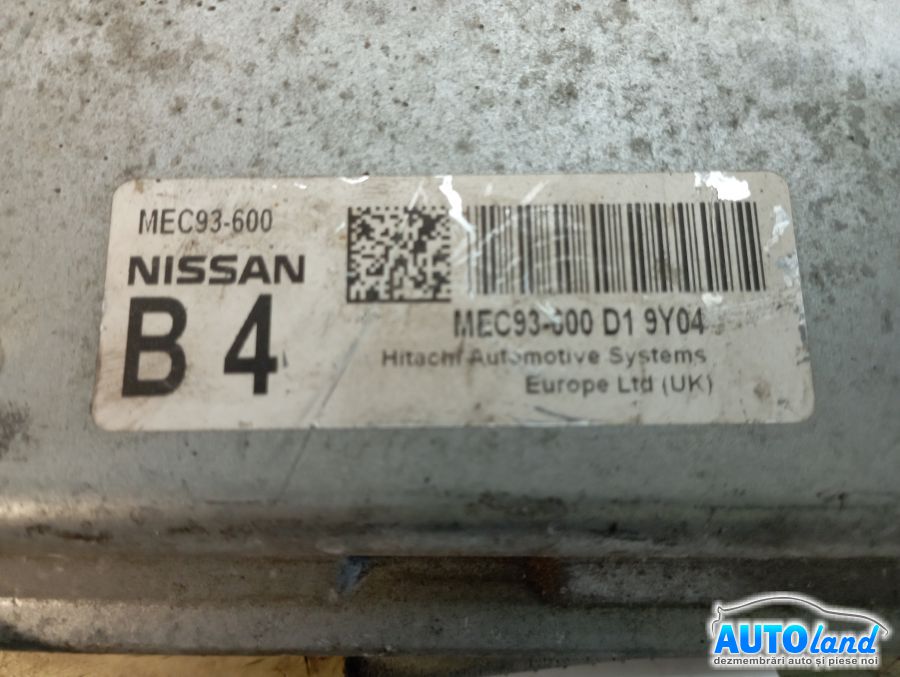 MEC93-600
NISSAN
B 4
MEC93-600 D1 9Y04
Hitachi Automotive Systems
Europe Ltd (UK)
AUTOland
dezmembrări auto și piese noi